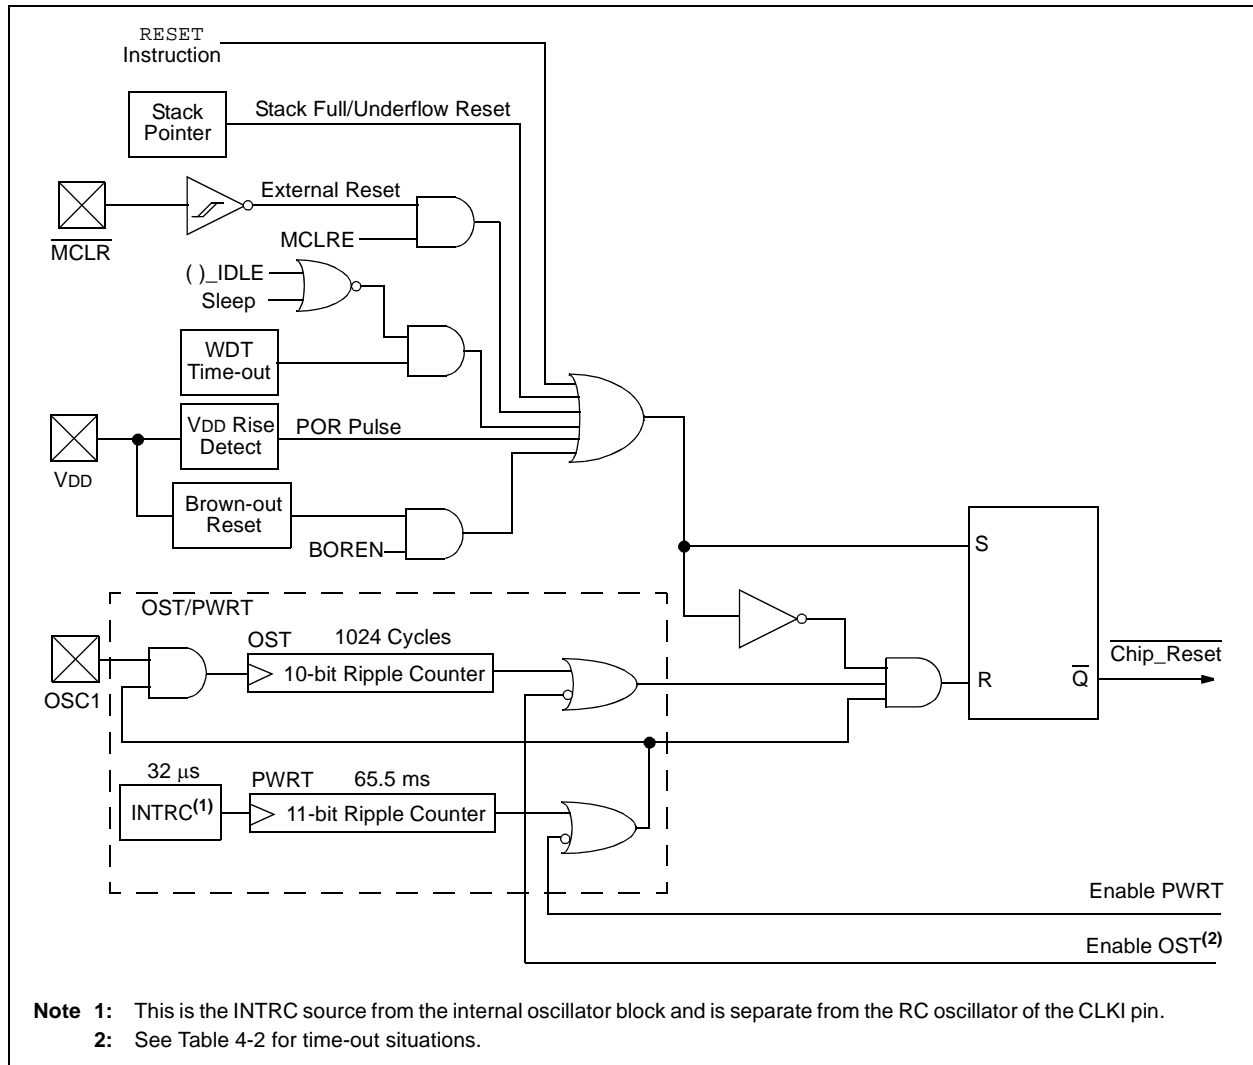 RESET
Instruction
Stack
Pointer
Stack Full/Underflow Reset
External Reset
MCLR
MCLRE
( )_IDLE
Sleep
WDT
Time-out
VDD Rise
Detect
POR Pulse
VDD
Brown-out
Reset
BOREN
S
OST/PWRT
OST
1024 Cycles
10-bit Ripple Counter
OSC1
Chip_Reset
R
Q
32 μs
INTRC(1)
PWRT
65.5 ms
11-bit Ripple Counter
Enable PWRT
Enable OST(2)
Note 1: This is the INTRC source from the internal oscillator block and is separate from the RC oscillator of the CLKI pin.
2: See Table 4-2 for time-out situations.